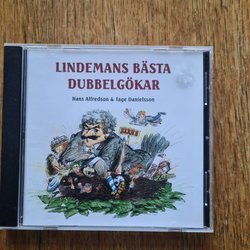 LINDEMANS BÄSTA
DUBBELGÖKAR
Hans Alfredson & Tage Danielsson